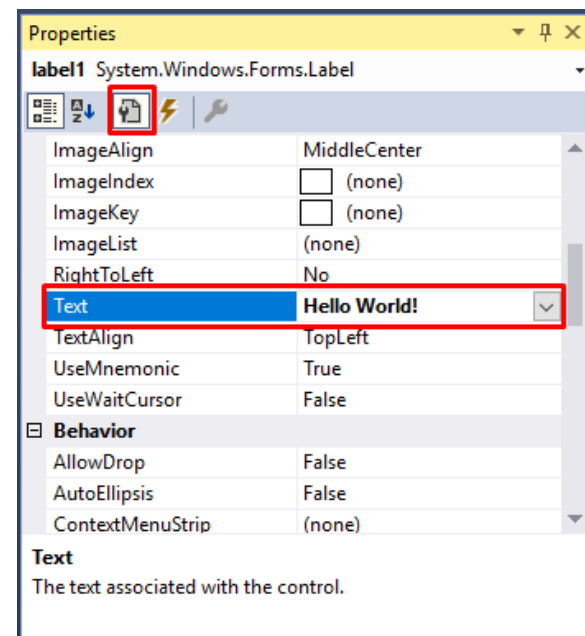 Properties
label1 System.Windows.Forms.Label
ImageAlign MiddleCenter
ImageIndex (none)
ImageKey (none)
ImageList (none)
RightToLeft No
Text Hello World!
TextAlign TopLeft
UseMnemonic True
UseWaitCursor False
Behavior
AllowDrop False
AutoEllipsis False
ContextMenuStrip (none)
Text
The text associated with the control.